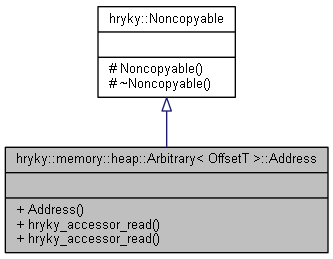 hryky::Noncopyable
# Noncopyable()
# ~Noncopyable()
hryky::memory::heap::Arbitrary< OffsetT >::Address
+ Address()
+ hryky_accessor_read()
+ hryky_accessor_read()